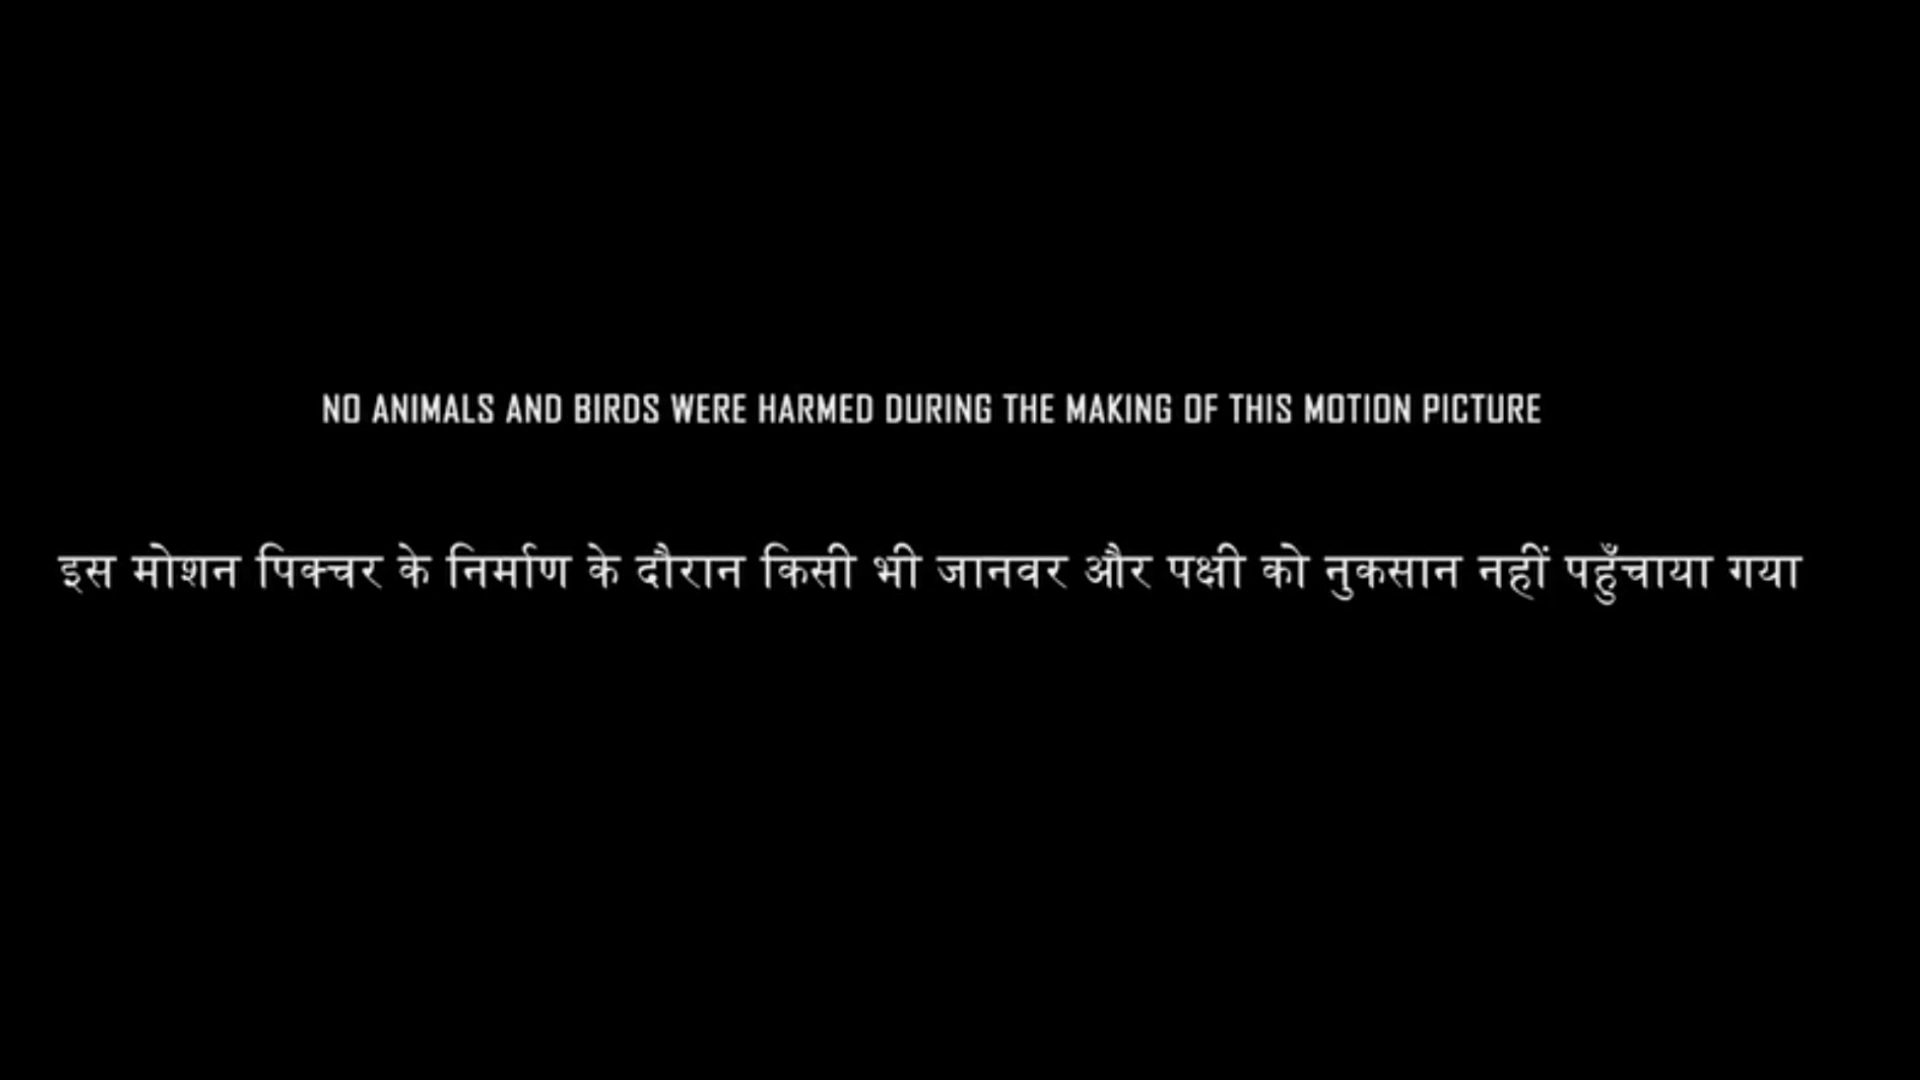 NO ANIMALS AND BIRDS WERE HARMED DURING THE MAKING OF THIS MOTION PICTURE
इस मोशन पिक्चर के निर्माण के दौरान किसी भी जानवर और पक्षी को नुकसान नहीं पहुँचाया गया